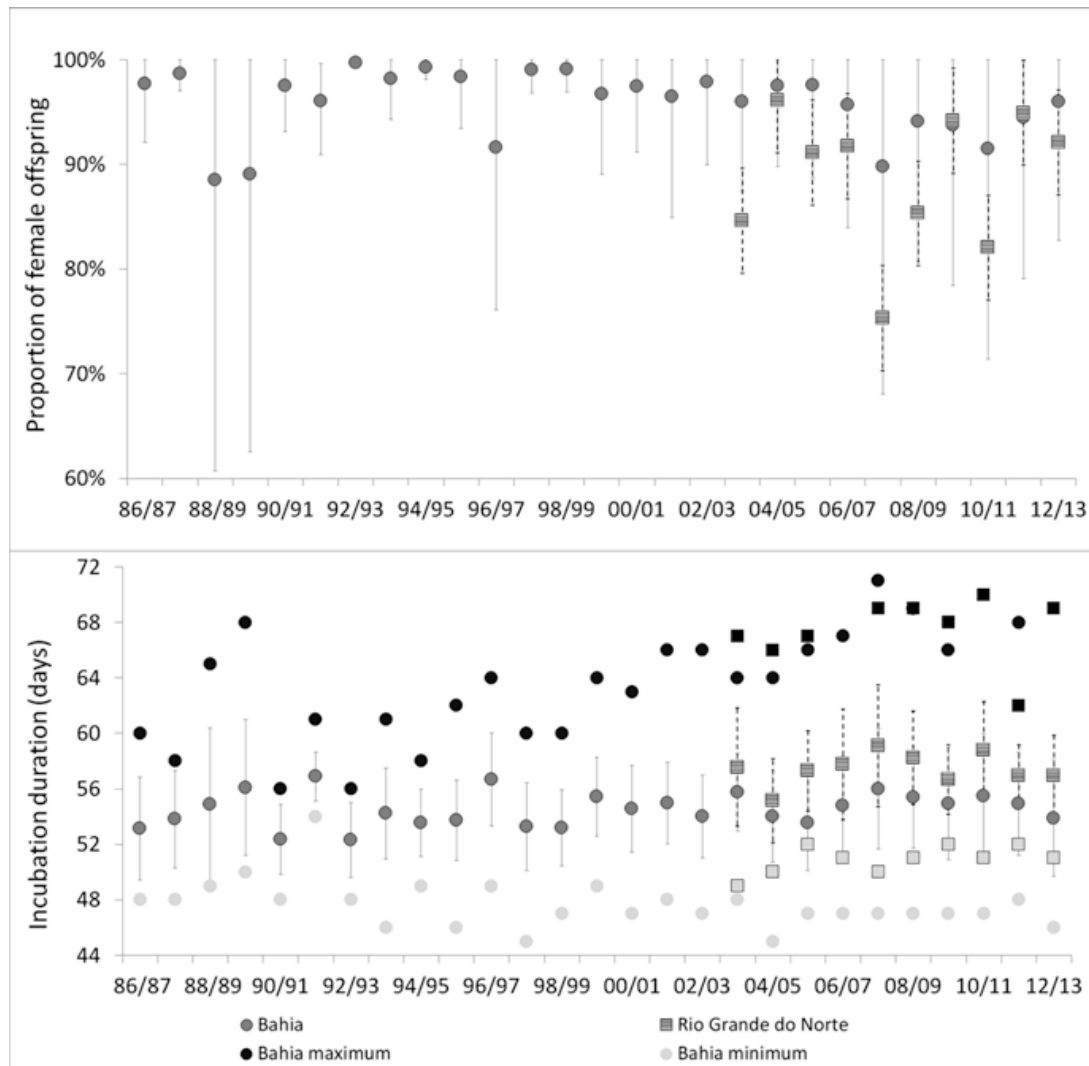 Proportion of female offspring
100%
90%
80%
70%
60%
86/87 88/89 90/91 92/93 94/95 96/97 98/99 00/01 02/03 04/05 06/07 08/09 10/11 12/13
Incubation duration (days)
72
68
64
60
56
52
48
44
86/87 88/89 90/91 92/93 94/95 96/97 98/99 00/01 02/03 04/05 06/07 08/09 10/11 12/13
Bahia
Rio Grande do Norte
Bahia maximum
Bahia minimum